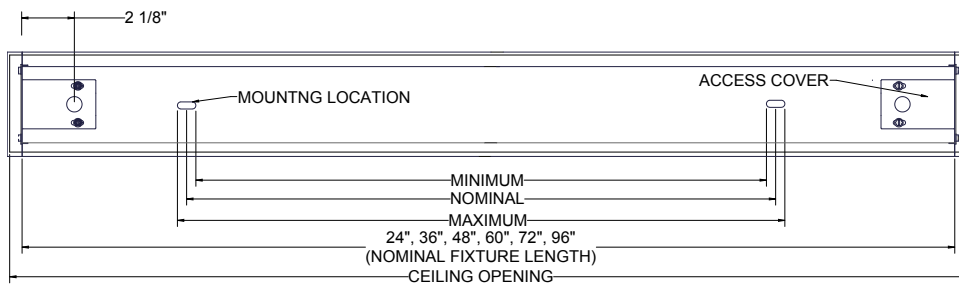 2 1/8"
ACCESS COVER
MOUNTNG LOCATION
MINIMUM
NOMINAL
MAXIMUM
24", 36", 48", 60", 72", 96"
(NOMINAL FIXTURE LENGTH)
CEILING OPENING